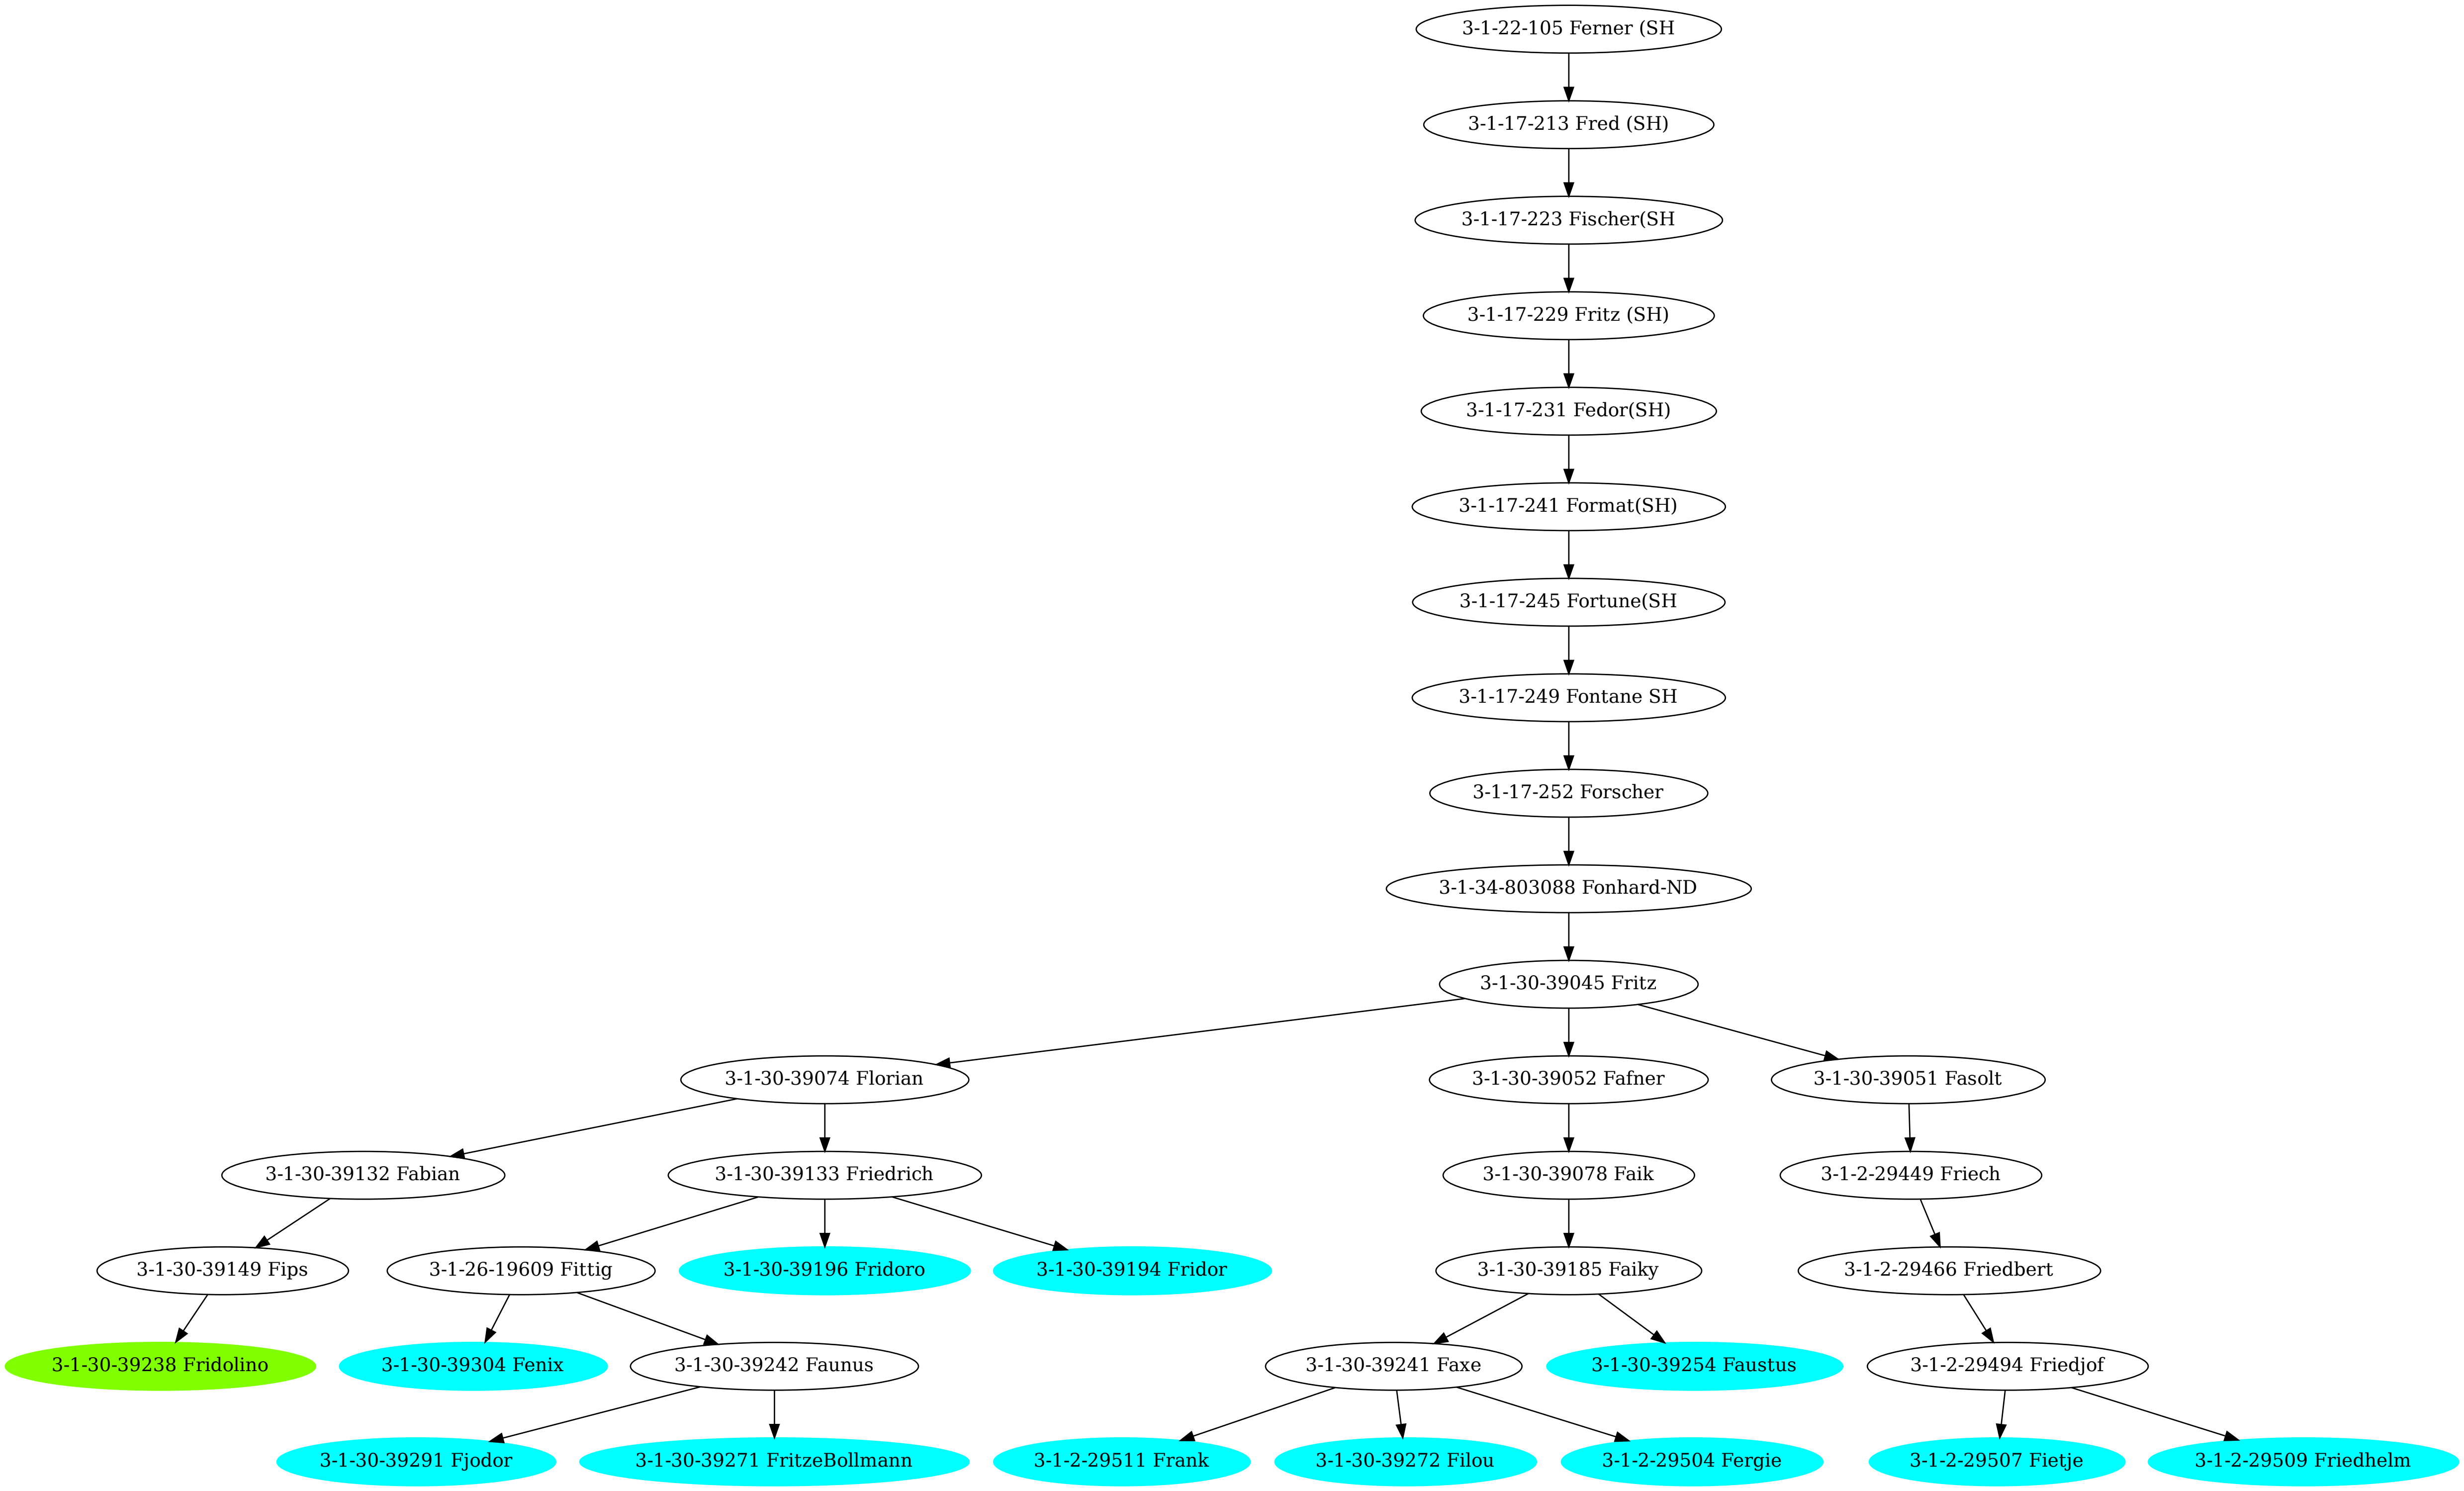 3-1-22-105 Ferner (SH
3-1-17-213 Fred (SH)
3-1-17-223 Fischer(SH
3-1-17-229 Fritz (SH)
3-1-17-231 Fedor(SH)
3-1-17-241 Format(SH)
3-1-17-245 Fortune(SH
3-1-17-249 Fontane SH
3-1-17-252 Forscher
3-1-34-803088 Fonhard-ND
3-1-30-39045 Fritz
3-1-30-39074 Florian
3-1-30-39052 Fafner
3-1-30-39051 Fasolt
3-1-30-39132 Fabian
3-1-30-39133 Friedrich
3-1-30-39078 Faik
3-1-2-29449 Friech
3-1-30-39149 Fips
3-1-26-19609 Fittig
3-1-30-39196 Fridoro
3-1-30-39194 Fridor
3-1-30-39185 Faiky
3-1-2-29466 Friedbert
3-1-30-39238 Fridolino
3-1-30-39304 Fenix
3-1-30-39242 Faunus
3-1-30-39241 Faxe
3-1-30-39254 Faustus
3-1-2-29494 Friedjof
3-1-30-39291 Fjodor
3-1-30-39271 FritzeBollmann
3-1-2-29511 Frank
3-1-30-39272 Filou
3-1-2-29504 Fergie
3-1-2-29507 Fietje
3-1-2-29509 Friedhelm